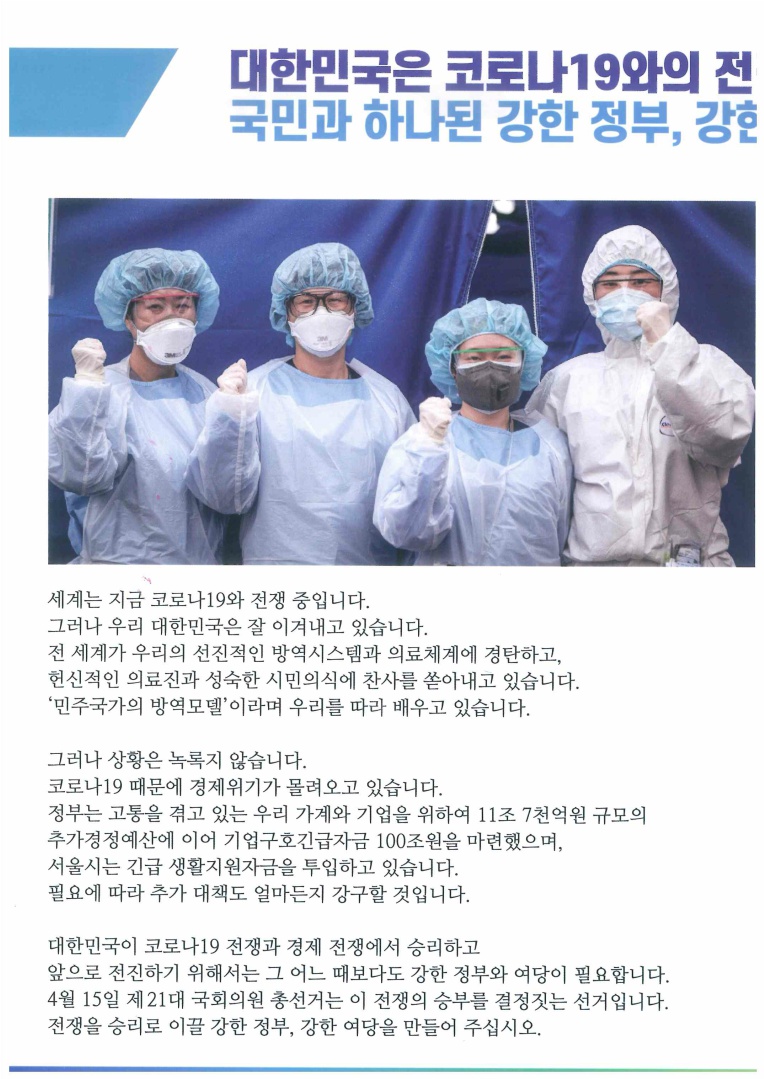 대한민국은 코로나19와의 전
국민과 하나된 강한 정부, 강한
세계는 지금 코로나19와 전쟁 중입니다.
그러나 우리 대한민국은 잘 이겨내고 있습니다.
전 세계가 우리의 선진적인 방역시스템과 의료체계에 경탄하고,
헌신적인 의료진과 성숙한 시민의식에 찬사를 쏟아내고 있습니다.
‘민주국가의 방역모델’이라며 우리를 따라 배우고 있습니다.
그러나 상황은 녹록지 않습니다.
코로나19 때문에 경제위기가 몰려오고 있습니다.
정부는 고통을 겪고 있는 우리 가계와 기업을 위하여 11조 7천억원 규모의
추가경정예산에 이어 기업구호긴급자금 100조원을 마련했으며,
서울시는 긴급 생활지원자금을 투입하고 있습니다.
필요에 따라 추가 대책도 얼마든지 강구할 것입니다.
대한민국이 코로나19 전쟁과 경제 전쟁에서 승리하고
앞으로 전진하기 위해서는 그 어느 때보다도 강한 정부와 여당이 필요합니다.
4월 15일 제21대 국회의원 총선거는 이 전쟁의 승부를 결정짓는 선거입니다.
전쟁을 승리로 이끌 강한 정부, 강한 여당을 만들어 주십시오.